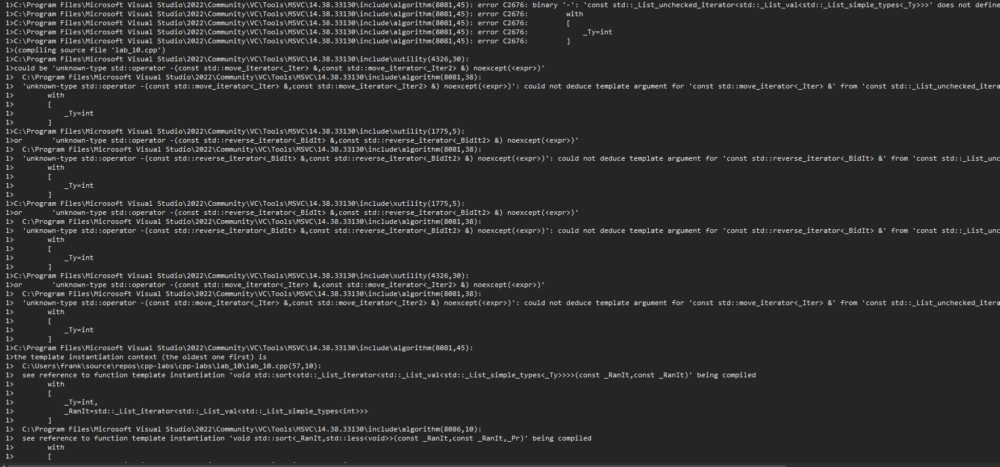 1>C:\Program Files\Microsoft Visual Studio\2022\Community\VC\Tools\MSVC\14.38.33130\include\algorithm(8081,45): error C2676: binary '-': 'const std::_List_unchecked_iterator<std::_List_val<std::_List_simple_types<_Ty>>>' does not define
1>C:\Program Files\Microsoft Visual Studio\2022\Community\VC\Tools\MSVC\14.38.33130\include\algorithm(8081,45): error C2676:         with
1>C:\Program Files\Microsoft Visual Studio\2022\Community\VC\Tools\MSVC\14.38.33130\include\algorithm(8081,45): error C2676:         [
1>C:\Program Files\Microsoft Visual Studio\2022\Community\VC\Tools\MSVC\14.38.33130\include\algorithm(8081,45): error C2676:             _Ty=int
1>C:\Program Files\Microsoft Visual Studio\2022\Community\VC\Tools\MSVC\14.38.33130\include\algorithm(8081,45): error C2676:         ]
1>(compiling source file 'lab_10.cpp')
1>C:\Program Files\Microsoft Visual Studio\2022\Community\VC\Tools\MSVC\14.38.33130\include\xutility(4326,30):
1>could be 'unknown-type std::operator -(const std::move_iterator<_Iter> &,const std::move_iterator<_Iter2> &) noexcept(<expr>)'
1>  C:\Program Files\Microsoft Visual Studio\2022\Community\VC\Tools\MSVC\14.38.33130\include\algorithm(8081,38):
1>  'unknown-type std::operator -(const std::move_iterator<_Iter> &,const std::move_iterator<_Iter2> &) noexcept(<expr>)': could not deduce template argument for 'const std::move_iterator<_Iter> &' from 'const std::_List_unchecked_itera
1>        with
1>        [
1>            _Ty=int
1>        ]
1>C:\Program Files\Microsoft Visual Studio\2022\Community\VC\Tools\MSVC\14.38.33130\include\xutility(1775,5):
1>or       'unknown-type std::operator -(const std::reverse_iterator<_BidIt> &,const std::reverse_iterator<_BidIt2> &) noexcept(<expr>)'
1>  C:\Program Files\Microsoft Visual Studio\2022\Community\VC\Tools\MSVC\14.38.33130\include\algorithm(8081,38):
1>  'unknown-type std::operator -(const std::reverse_iterator<_BidIt> &,const std::reverse_iterator<_BidIt2> &) noexcept(<expr>)': could not deduce template argument for 'const std::reverse_iterator<_BidIt> &' from 'const std::_List_unc
1>        with
1>        [
1>            _Ty=int
1>        ]
1>C:\Program Files\Microsoft Visual Studio\2022\Community\VC\Tools\MSVC\14.38.33130\include\xutility(1775,5):
1>or       'unknown-type std::operator -(const std::reverse_iterator<_BidIt> &,const std::reverse_iterator<_BidIt2> &) noexcept(<expr>)'
1>  C:\Program Files\Microsoft Visual Studio\2022\Community\VC\Tools\MSVC\14.38.33130\include\algorithm(8081,38):
1>  'unknown-type std::operator -(const std::reverse_iterator<_BidIt> &,const std::reverse_iterator<_BidIt2> &) noexcept(<expr>)': could not deduce template argument for 'const std::reverse_iterator<_BidIt> &' from 'const std::_List_unc
1>        with
1>        [
1>            _Ty=int
1>        ]
1>C:\Program Files\Microsoft Visual Studio\2022\Community\VC\Tools\MSVC\14.38.33130\include\xutility(4326,30):
1>or       'unknown-type std::operator -(const std::move_iterator<_Iter> &,const std::move_iterator<_Iter2> &) noexcept(<expr>)'
1>  C:\Program Files\Microsoft Visual Studio\2022\Community\VC\Tools\MSVC\14.38.33130\include\algorithm(8081,38):
1>  'unknown-type std::operator -(const std::move_iterator<_Iter> &,const std::move_iterator<_Iter2> &) noexcept(<expr>)': could not deduce template argument for 'const std::move_iterator<_Iter> &' from 'const std::_List_unchecked_itera
1>        with
1>        [
1>            _Ty=int
1>        ]
1>C:\Program Files\Microsoft Visual Studio\2022\Community\VC\Tools\MSVC\14.38.33130\include\algorithm(8081,45):
1>the template instantiation context (the oldest one first) is
1>  C:\Users\frank\source\repos\cpp-labs\cpp-labs\lab_10\lab_10.cpp(57,10):
1>  see reference to function template instantiation 'void std::sort<std::_List_iterator<std::_List_val<std::_List_simple_types<_Ty>>>>(const _RanIt,const _RanIt)' being compiled
1>        with
1>        [
1>            _Ty=int,
1>            _RanIt=std::_List_iterator<std::_List_val<std::_List_simple_types<int>>>
1>        ]
1>  C:\Program Files\Microsoft Visual Studio\2022\Community\VC\Tools\MSVC\14.38.33130\include\algorithm(8086,10):
1>  see reference to function template instantiation 'void std::sort<_RanIt,std::less<void>>(const _RanIt,const _RanIt,_Pr)' being compiled
1>        with
1>        [